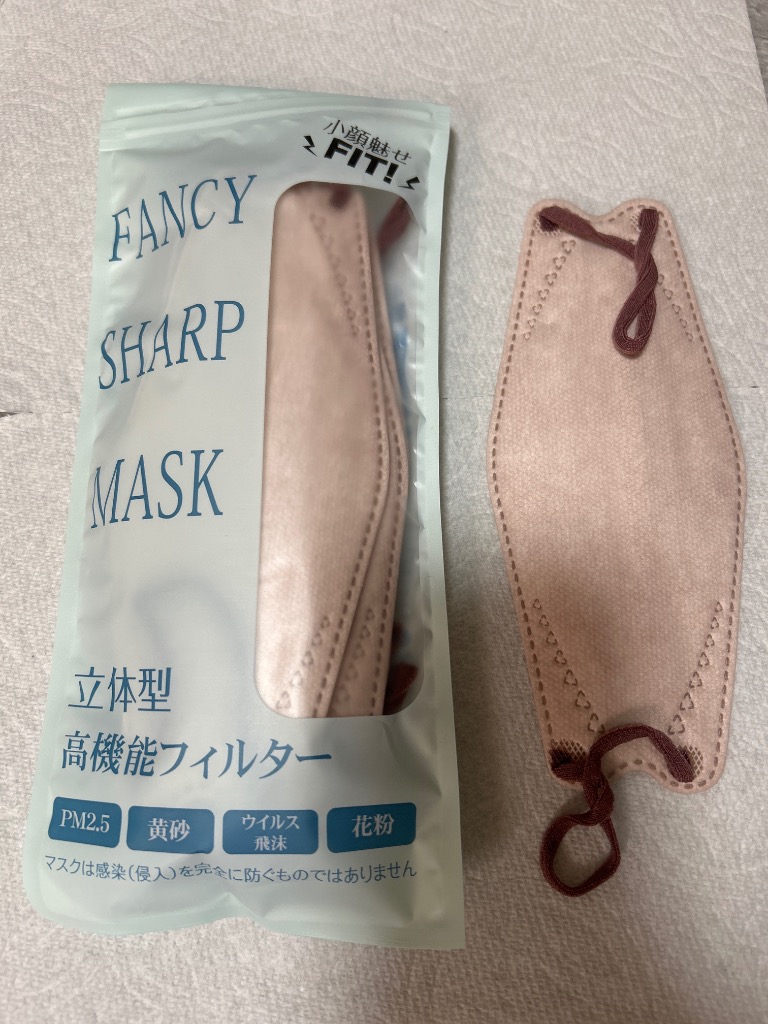 小顔魅せ
FIT!
FANCY
SHARP
MASK
立体型
高機能フィルター
PM2.5
黄砂
ウイルス
飛沫
花粉
マスクは感染(侵入)を完全に防ぐものではありません